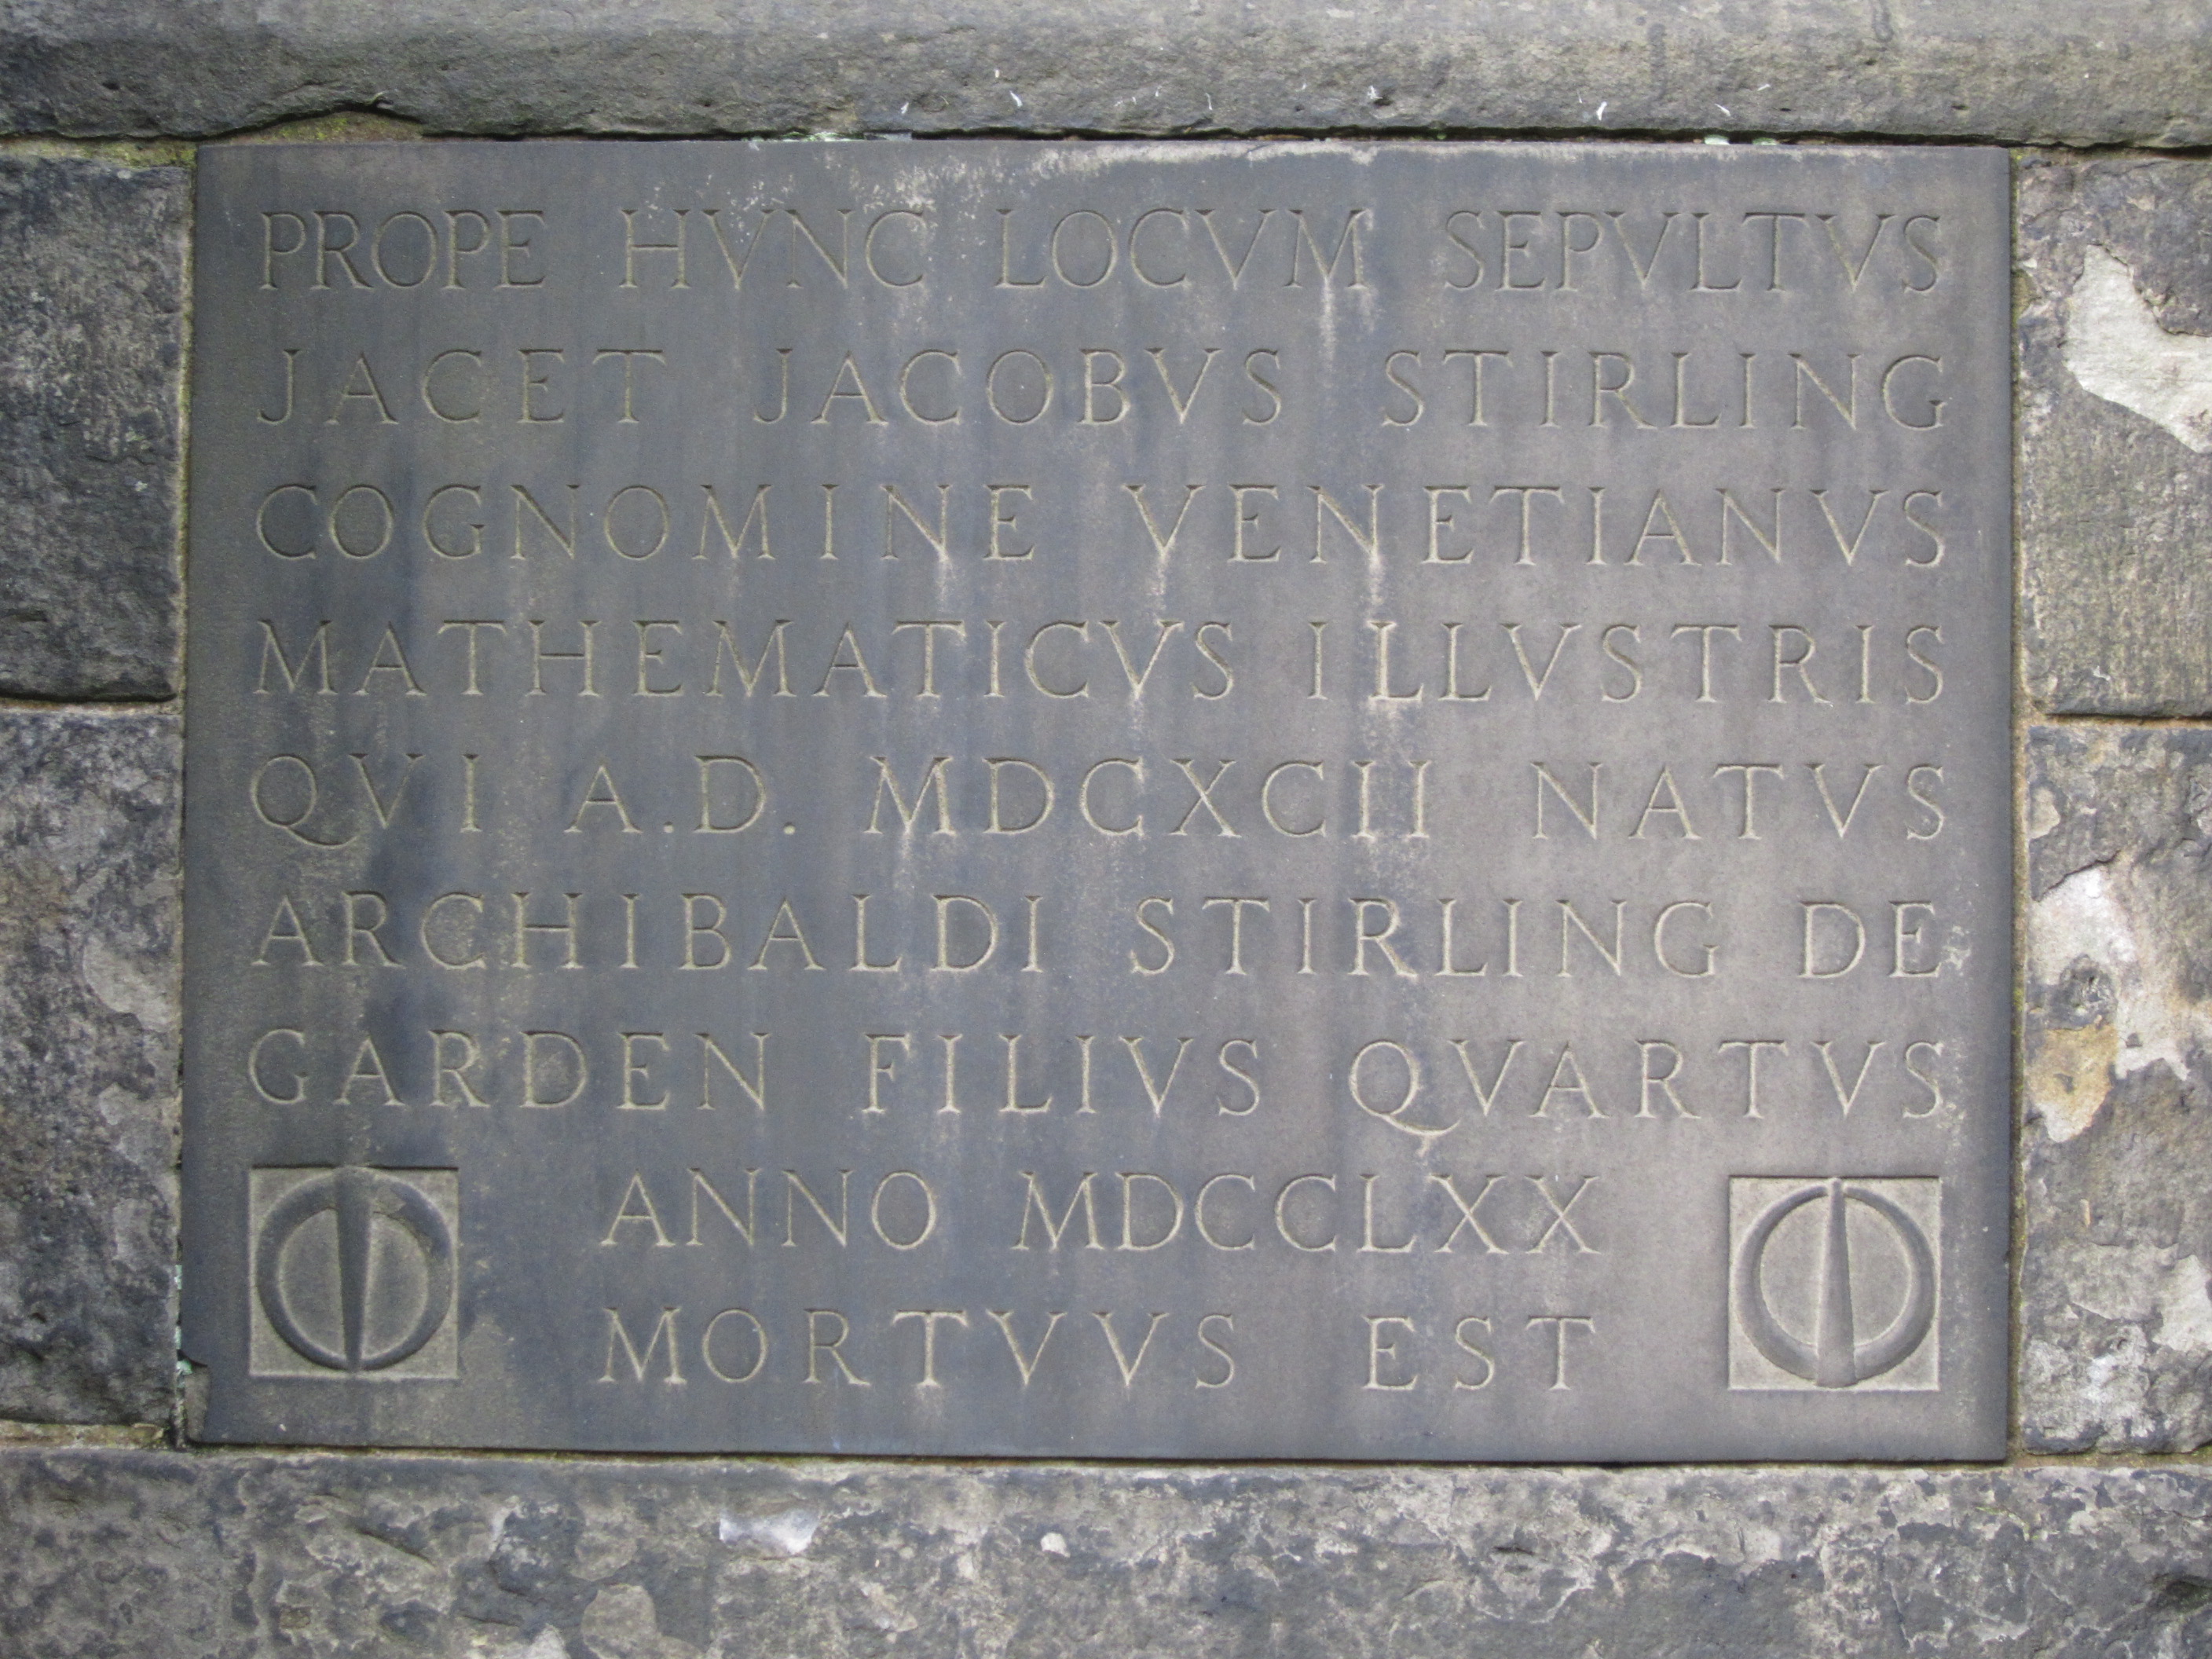 PROPE HVNC LOCVM SEPVLTVS
JACET JACOBVS STIRLING
COGNOMINE VENETIANVS
MATHEMATICVS ILLVSTRIS
QVI A.D. MDCXCII NATVS
ARCHIBALDI STIRLING DE
GARDEN FILIVS QVARTVS
ANNO MDCCLXX
MORTVVS EST